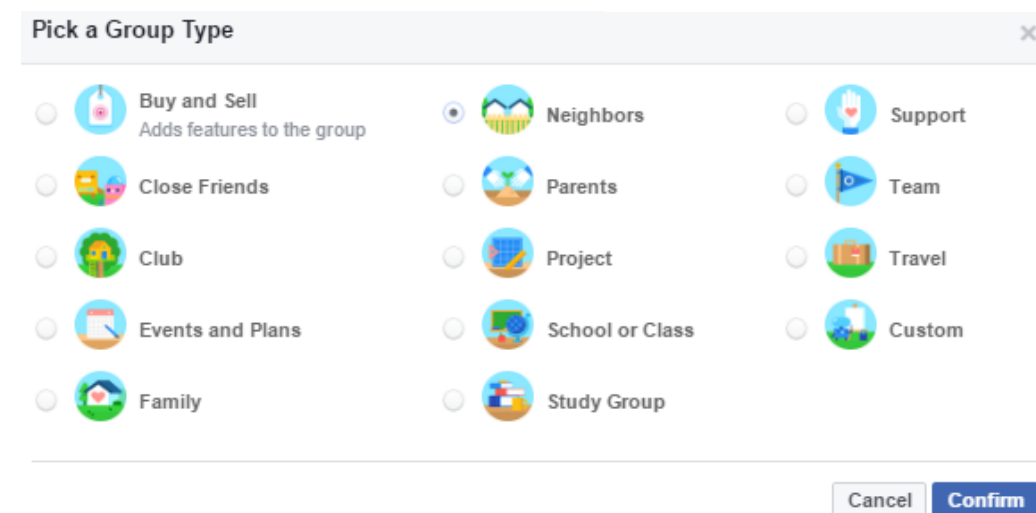 Pick a Group Type
Buy and Sell
Adds features to the group
Neighbors
Support
Close Friends
Parents
Team
Club
Project
Travel
Events and Plans
School or Class
Custom
Family
Study Group
Cancel
Confirm